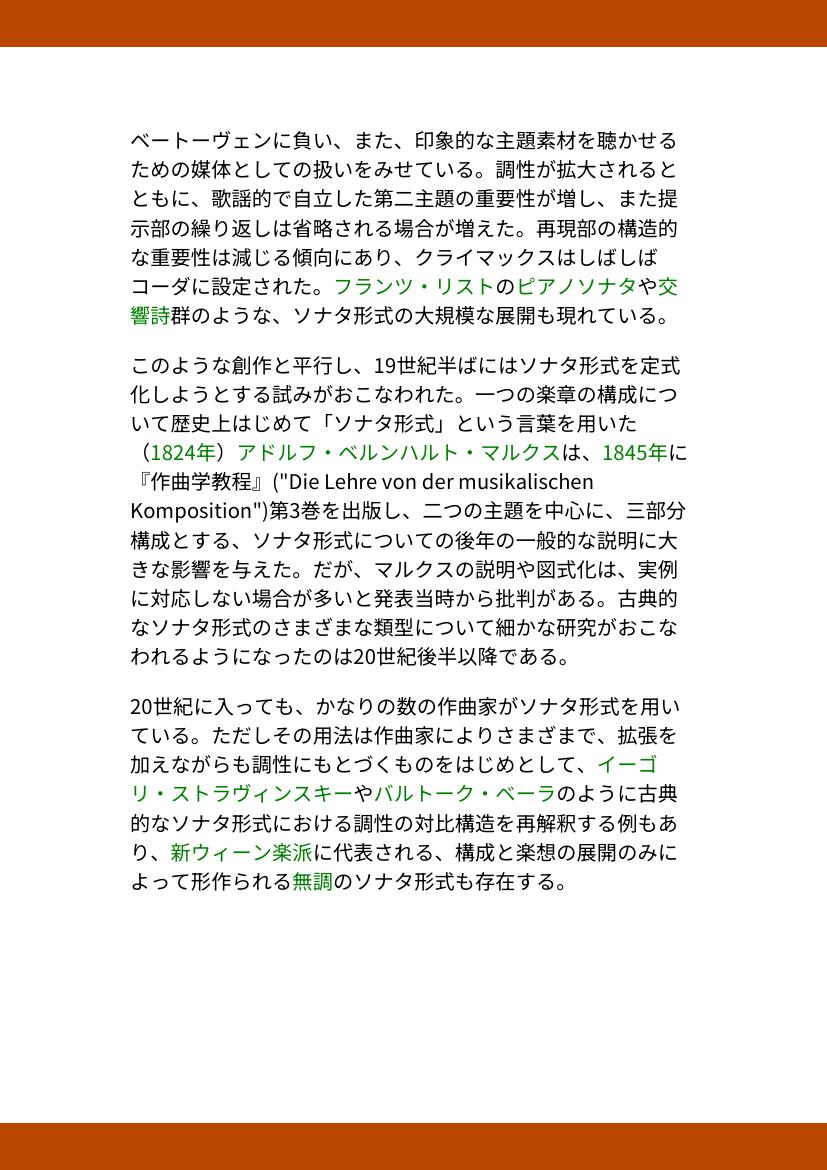 ベートーヴェンに負い、また、印象的な主題素材を聴かせる
ための媒体としての扱いをみせている。調性が拡大されると
ともに、歌謡的で自立した第二主題の重要性が増し、また提
示部の繰り返しは省略される場合が増えた。再現部の構造的
な重要性は減じる傾向にあり、クライマックスはしばしば
コーダに設定された。フランツ・リストのピアノソナタや交
響詩群のような、ソナタ形式の大規模な展開も現れている。
このような創作と平行し、19世紀半ばにはソナタ形式を定式
化しようとする試みがおこなわれた。一つの楽章の構成につ
いて歴史上はじめて「ソナタ形式」という言葉を用いた
（1824年）アドルフ・ベルンハルト・マルクスは、1845年に
『作曲学教程』("Die Lehre von der musikalischen
Komposition")第3巻を出版し、二つの主題を中心に、三部分
構成とする、ソナタ形式についての後年の一般的な説明に大
きな影響を与えた。だが、マルクスの説明や図式化は、実例
に対応しない場合が多いと発表当時から批判がある。古典的
なソナタ形式のさまざまな類型について細かな研究がおこな
われるようになったのは20世紀後半以降である。
20世紀に入っても、かなりの数の作曲家がソナタ形式を用い
ている。ただしその用法は作曲家によりさまざまで、拡張を
加えながらも調性にもとづくものをはじめとして、イーゴ
リ・ストラヴィンスキーやバルトーク・ベーラのように古典
的なソナタ形式における調性の対比構造を再解釈する例もあ
り、新ウィーン楽派に代表される、構成と楽想の展開のみに
よって形作られる無調のソナタ形式も存在する。